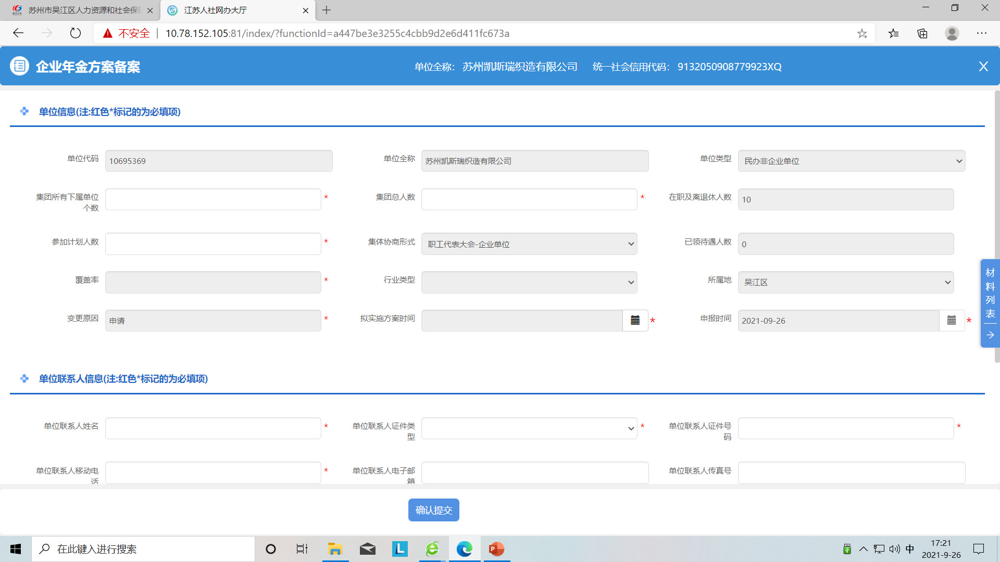 苏州市吴江区人力资源和社会保
江苏人社网办大厅
不安全
10.78.152.105:81/index/?functionId=a447be3e3255c4cbb9d2e6d411fc673a
企业年金方案备案
单位全称： 苏州凯斯瑞织造有限公司 统一社会信用代码： 9132050908779923XQ
X
单位信息(注:红色*标记的为必填项)
单位代码 10695369
单位全称 苏州凯斯瑞织造有限公司
单位类型 民办非企业单位
集团所有下属单位
个数 *
集团总人数 *
在职及离退休人数 10
参加计划人数 *
集体协商形式 职工代表大会-企业单位
已领待遇人数 0
覆盖率 *
行业类型
所属地 吴江区
变更原因 申请 *
拟实施方案时间 *
申报时间 2021-09-26 *
材
料
列
表
单位联系人信息(注:红色*标记的为必填项)
单位联系人姓名 *
单位联系人证件类
型 *
单位联系人证件号
码 *
单位联系人移动电
话 *
单位联系人电子邮
箱
单位联系人传真号
确认提交
在此键入进行搜索
L
P
中
17:21
2021-9-26